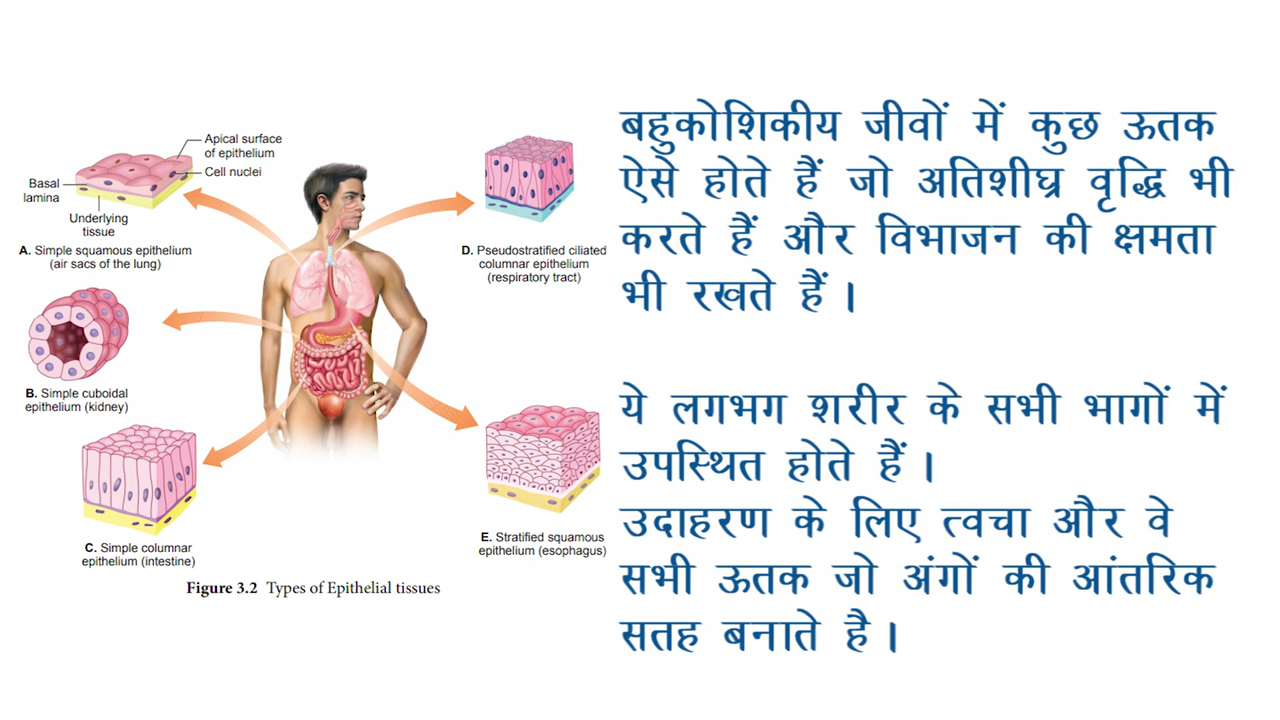 Apical surface
of epithelium
Cell nuclei
Basal
lamina
Underlying
tissue
A. Simple squamous epithelium
(air sacs of the lung)
B. Simple cuboidal
epithelium (kidney)
C. Simple columnar
epithelium (intestine)
D. Pseudostratified ciliated
columnar epithelium
(respiratory tract)
E. Stratified squamous
epithelium (esophagus)
Figure 3.2 Types of Epithelial tissues
बहुकोशिकीय जीवों में कुछ ऊतक
ऐसे होते हैं जो अतिशीघ्र वृद्धि भी
करते हैं और विभाजन की क्षमता
भी रखते हैं।
ये लगभग शरीर के सभी भागों में
उपस्थित होते हैं।
उदाहरण के लिए त्वचा और वे
सभी ऊतक जो अंगों की आंतरिक
सतह बनाते है।